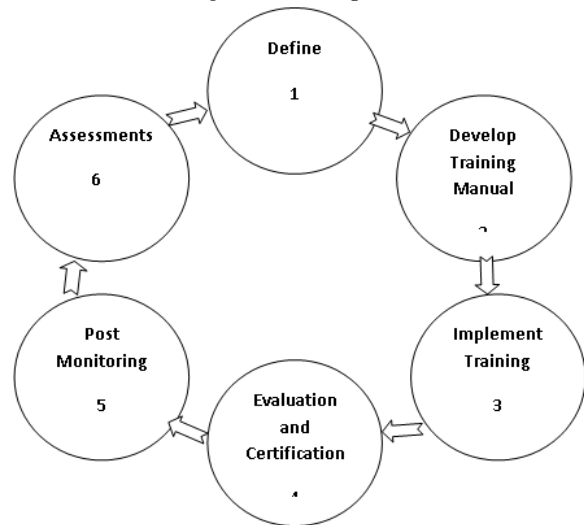 Define
1
Develop
Training
Manual
Implement
Training
3
Evaluation
and
Certification
Post
Monitoring
5
Assessments
6